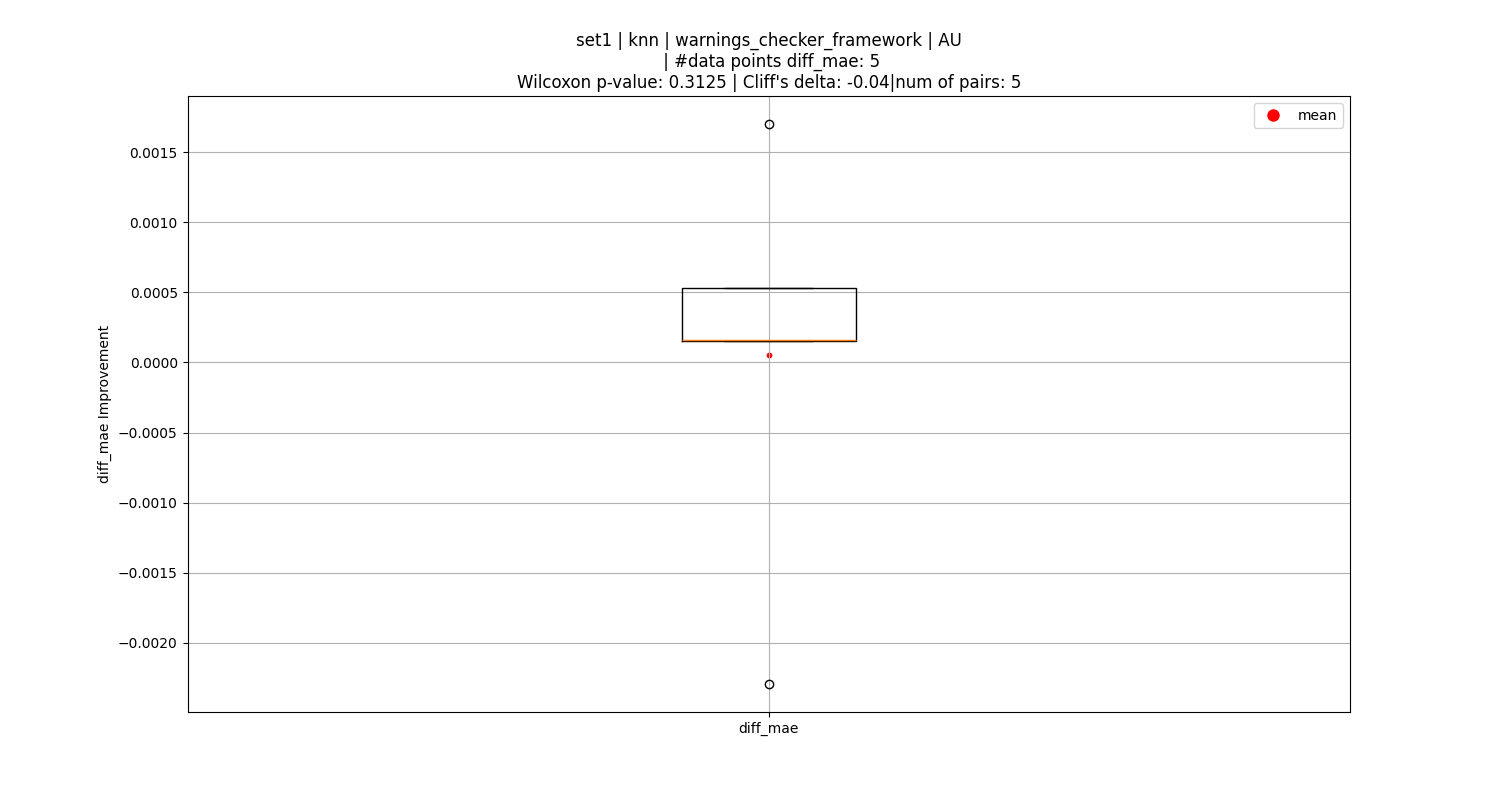 set1 | knn | warnings_checker_framework | AU
| #data points diff_mae: 5
Wilcoxon p-value: 0.3125 | Cliff's delta: -0.04|num of pairs: 5
mean
0.0015
0.0010
0.0005
0.0000
−0.0005
−0.0010
−0.0015
−0.0020
diff_mae Improvement
diff_mae